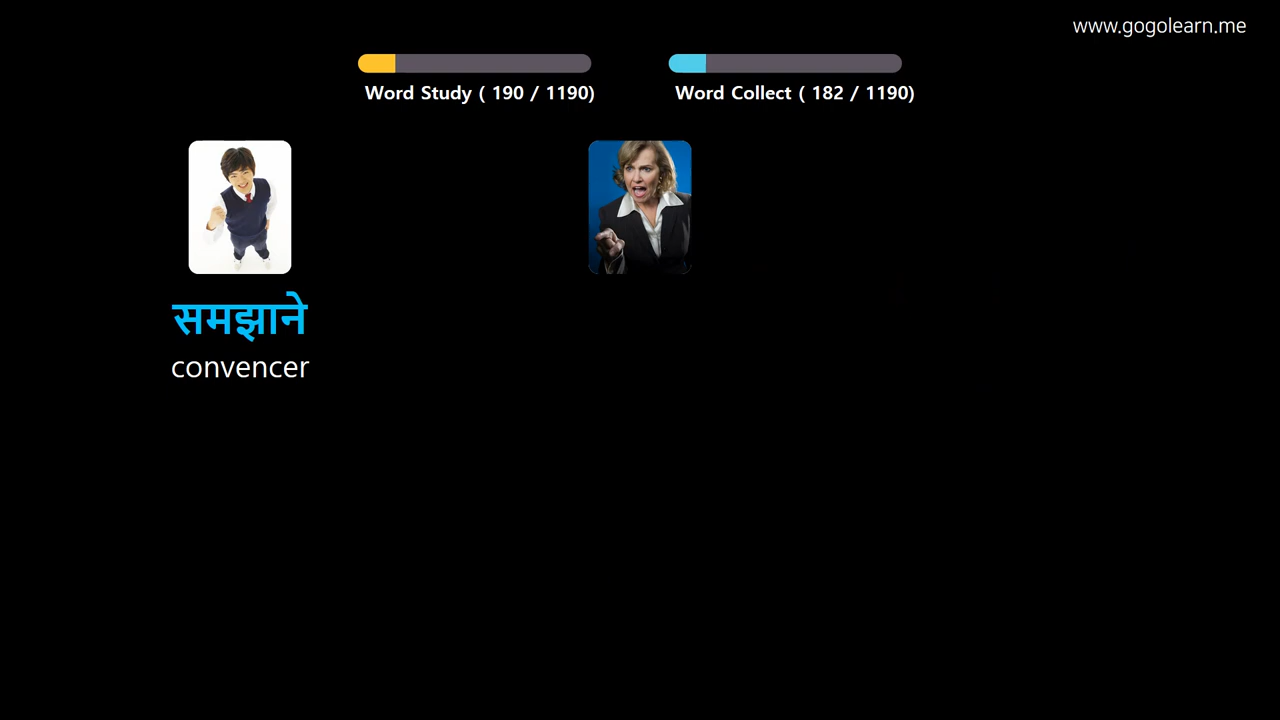 www.gogolearn.me
Word Study ( 190 / 1190)
Word Collect ( 182 / 1190)
समझाने
convencer